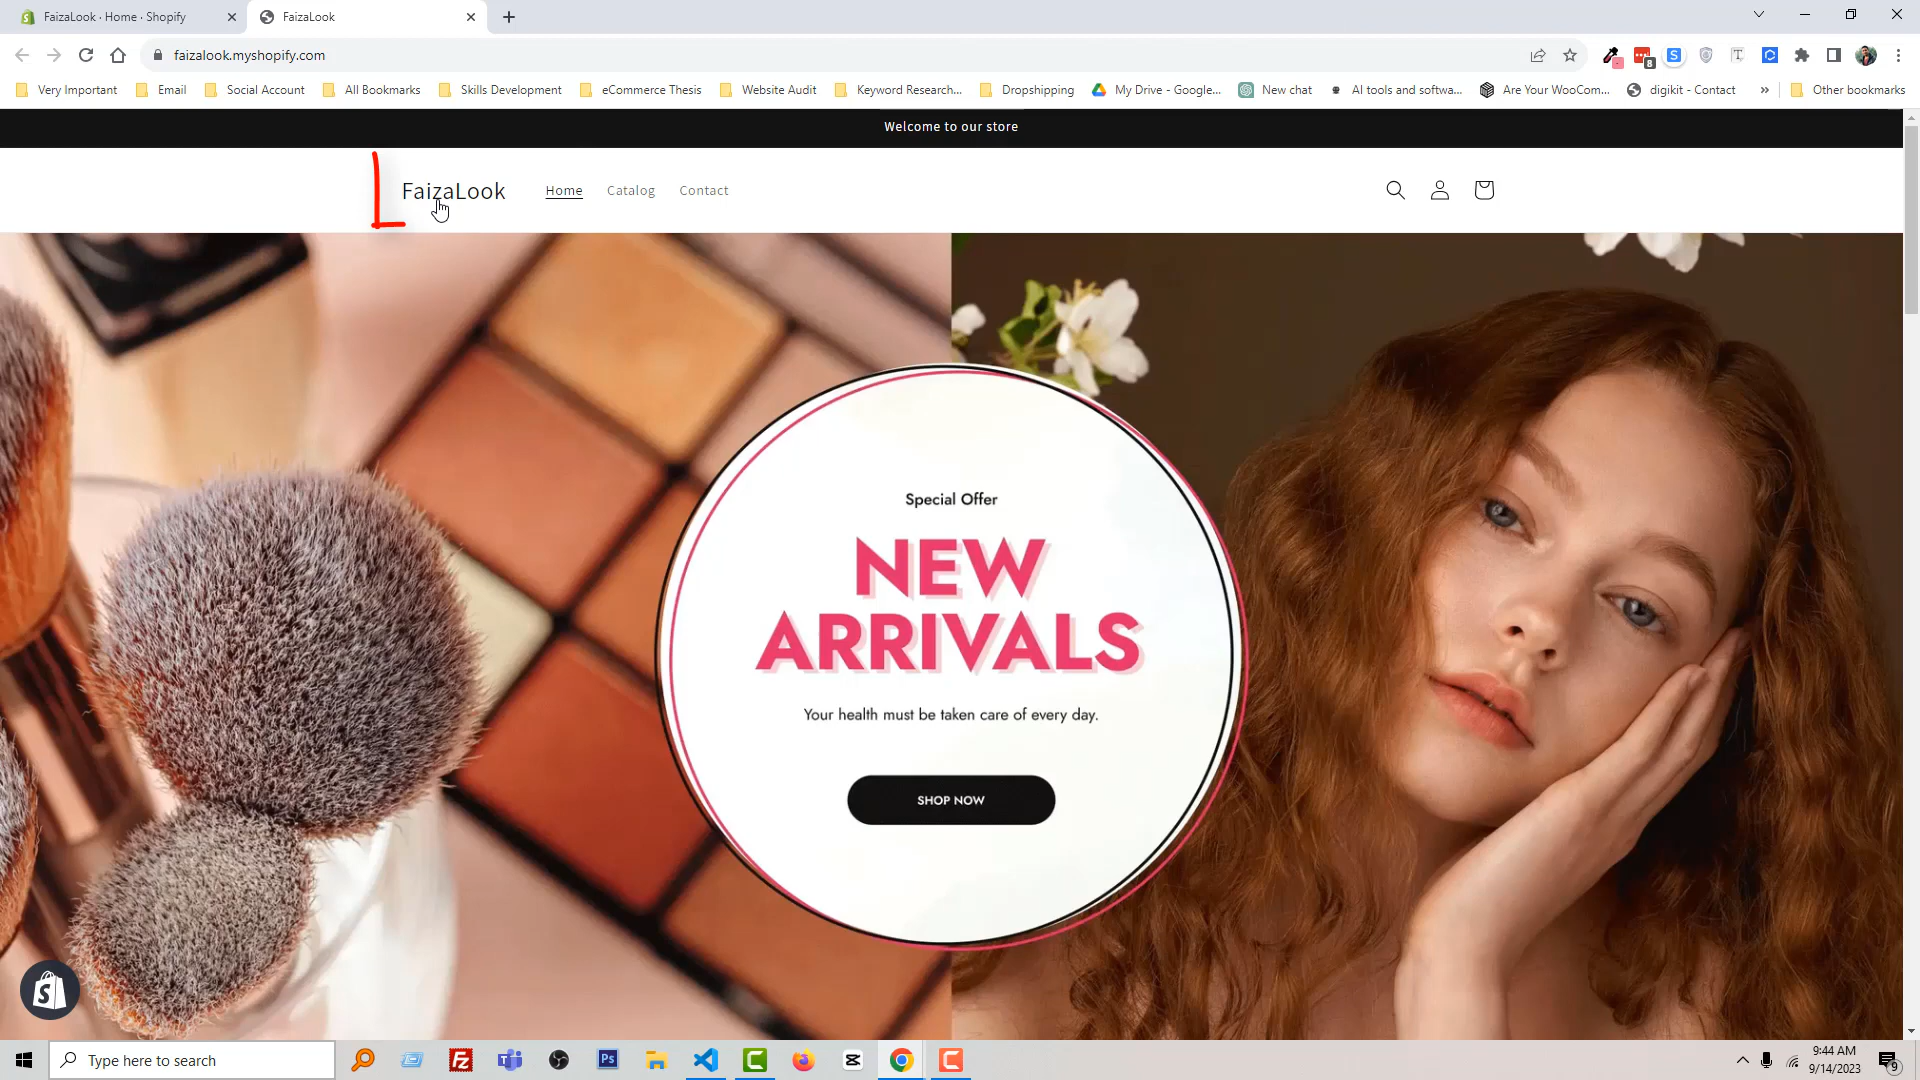 FaizaLook · Home · Shopify
FaizaLook
faizalook.myshopify.com
8
Very Important
Email
Social Account
All Bookmarks
Skills Development
eCommerce Thesis
Website Audit
Keyword Research...
Dropshipping
My Drive - Google...
New chat
AI tools and softwa...
Are Your WooCom...
digikit - Contact
»
Other bookmarks
Welcome to our store
FaizaLook
Home
Catalog
Contact
Special Offer
NEW
ARRIVALS
Your health must be taken care of every day.
SHOP NOW
Type here to search
Ps
9:44 AM
9/14/2023
9